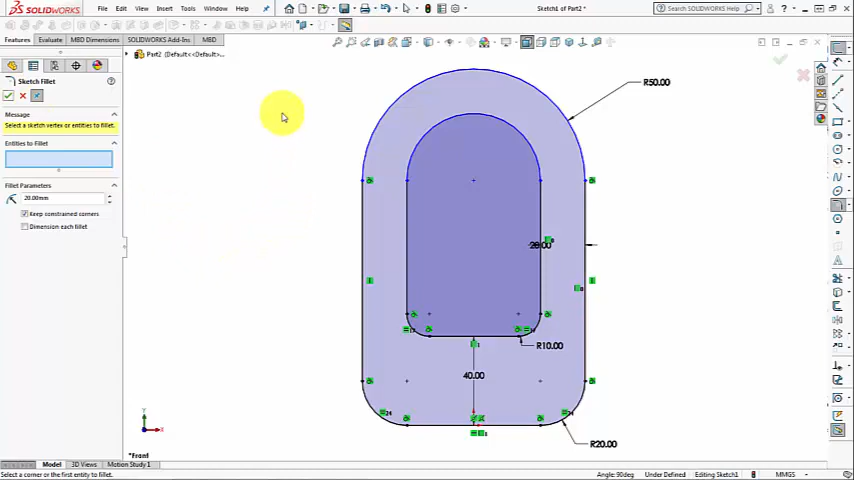 SOLIDWORKS File Edit View Insert Tools Window Help Sketch1 of Part2 * Search SolidWorks Help
Features Evaluate MBD Dimensions SOLIDWORKS Add-Ins MBD
Part2 (Default<<Default>...
Sketch Fillet
Message
Select a sketch vertex or entities to fillet.
Entities to Fillet
Fillet Parameters
20.00mm
Keep constrained corners
Dimension each fillet
R50.00
28.00
R10.00
40.00
R20.00
Y
X
*Front
Model 3D Views Motion Study 1
Select a corner or the first entity to fillet. Angle: 90deg Under Defined Editing Sketch1 MMGS